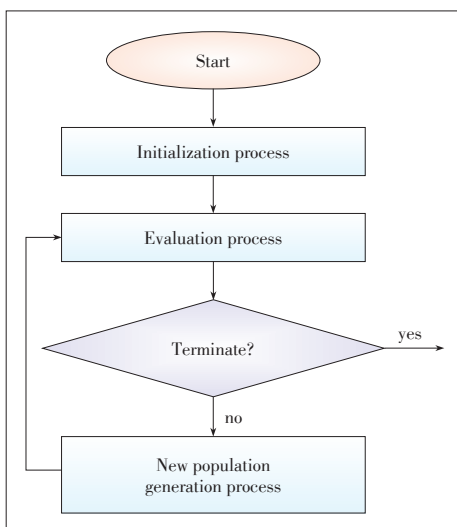 Start
Initialization process
Evaluation process
Terminate?
yes
no
New population
generation process